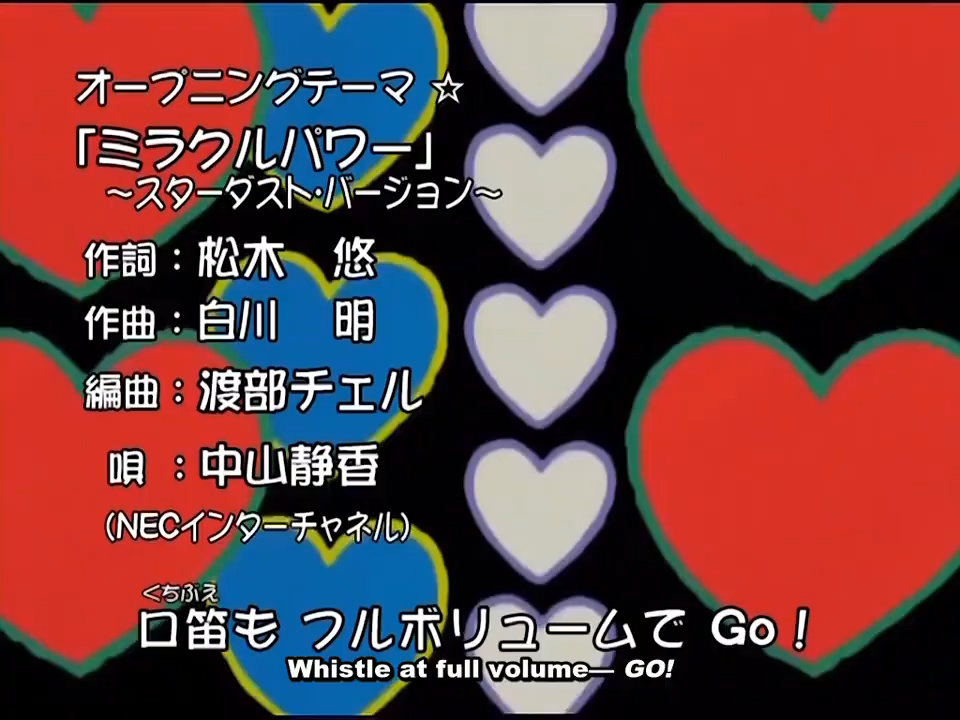 オープニングテーマ ☆
「ミラクルパワー」
～スターダスト・バージョン～
作詞：松木 悠
作曲：白川 明
編曲：渡部チェル
唄 ：中山静香
(NECインターチャネル)
くちぶえ
口笛も フルボリュームで Go！
Whistle at full volume— GO!